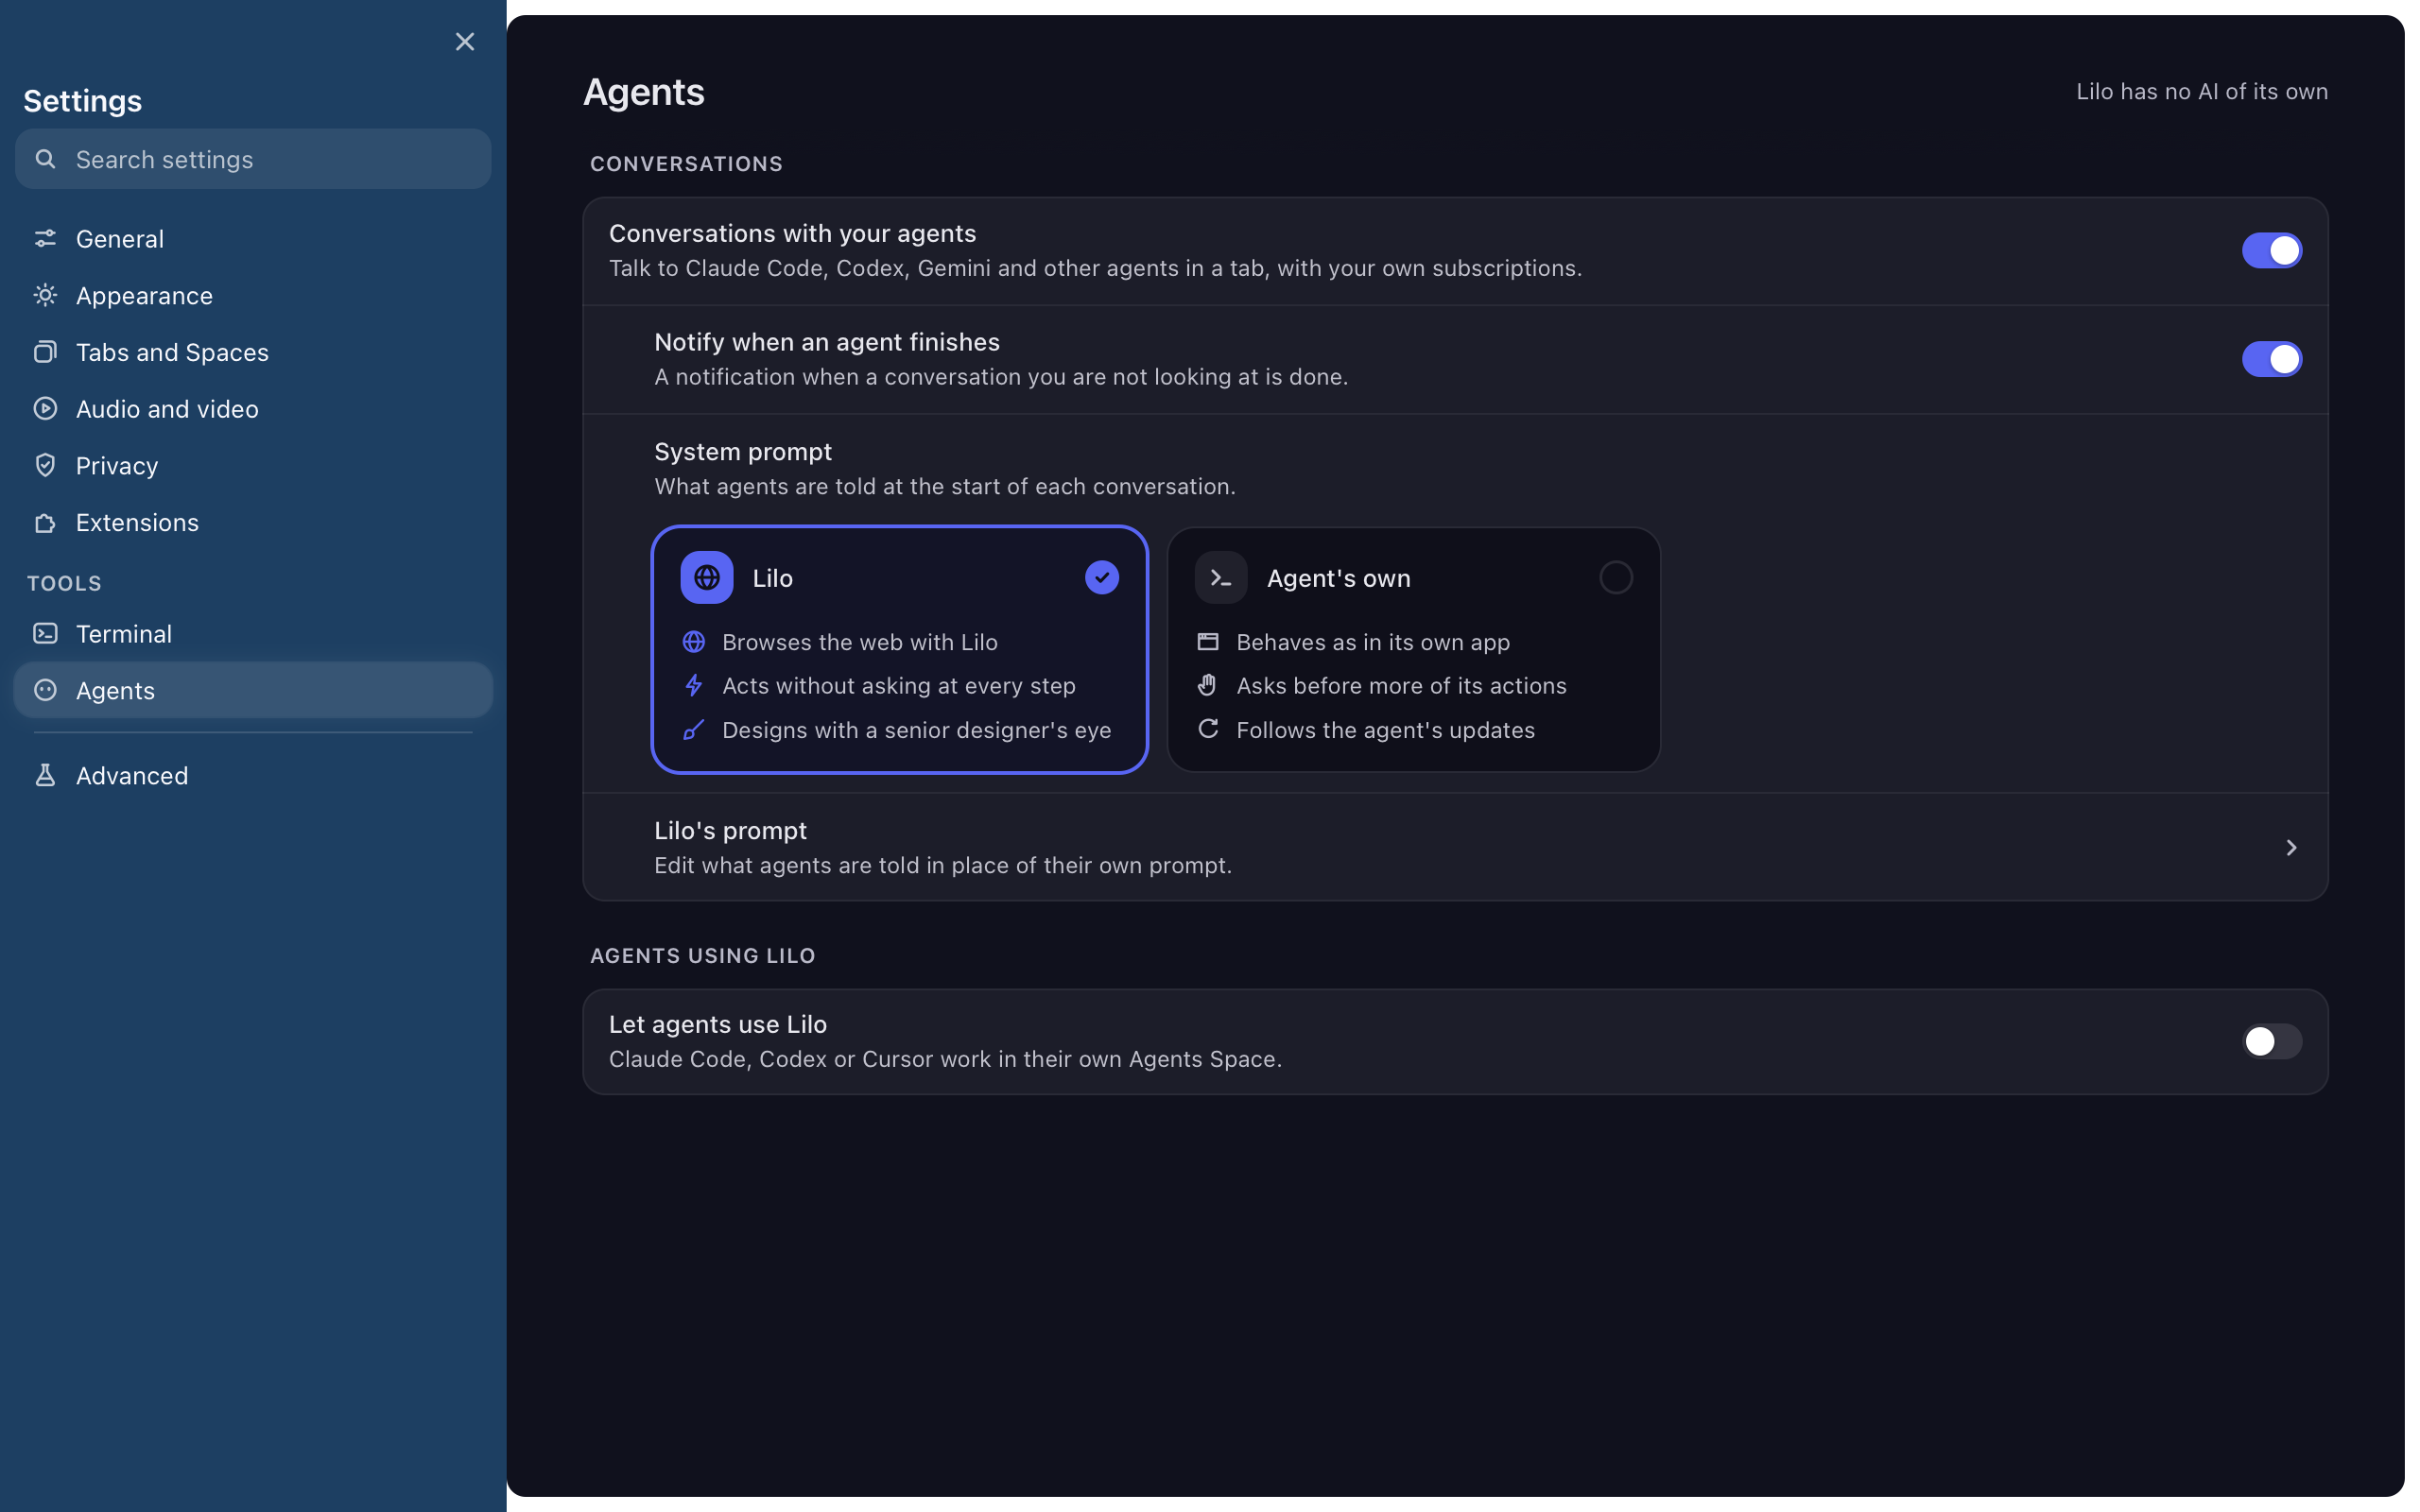 Settings
Search settings
General
Appearance
Tabs and Spaces
Audio and video
Privacy
Extensions
TOOLS
Terminal
Agents
Advanced
Agents
Lilo has no AI of its own
CONVERSATIONS
Conversations with your agents
Talk to Claude Code, Codex, Gemini and other agents in a tab, with your own subscriptions.
Notify when an agent finishes
A notification when a conversation you are not looking at is done.
System prompt
What agents are told at the start of each conversation.
Lilo
Browses the web with Lilo
Acts without asking at every step
Designs with a senior designer's eye
Agent's own
Behaves as in its own app
Asks before more of its actions
Follows the agent's updates
Lilo's prompt
Edit what agents are told in place of their own prompt.
AGENTS USING LILO
Let agents use Lilo
Claude Code, Codex or Cursor work in their own Agents Space.